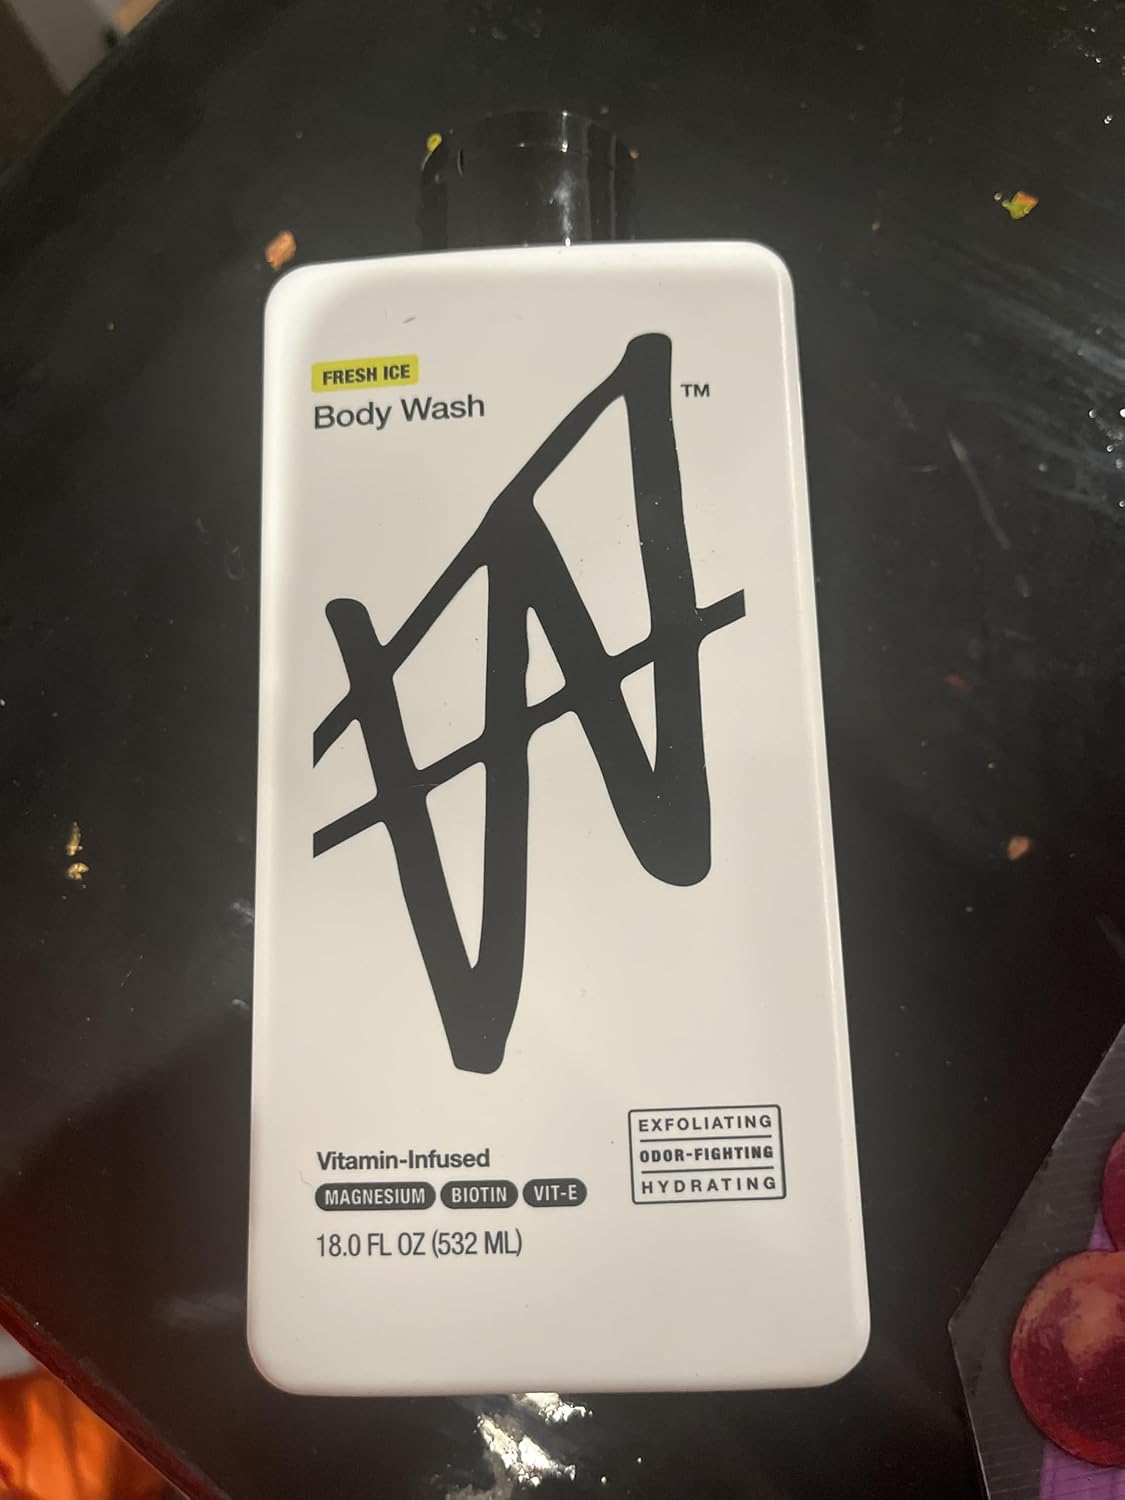 FRESH ICE
Body Wash
W
TM
Vitamin-Infused
MAGNESIUM BIOTIN VIT-E
18.0 FL OZ (532 ML)
EXFOLIATING
ODOR-FIGHTING
HYDRATING